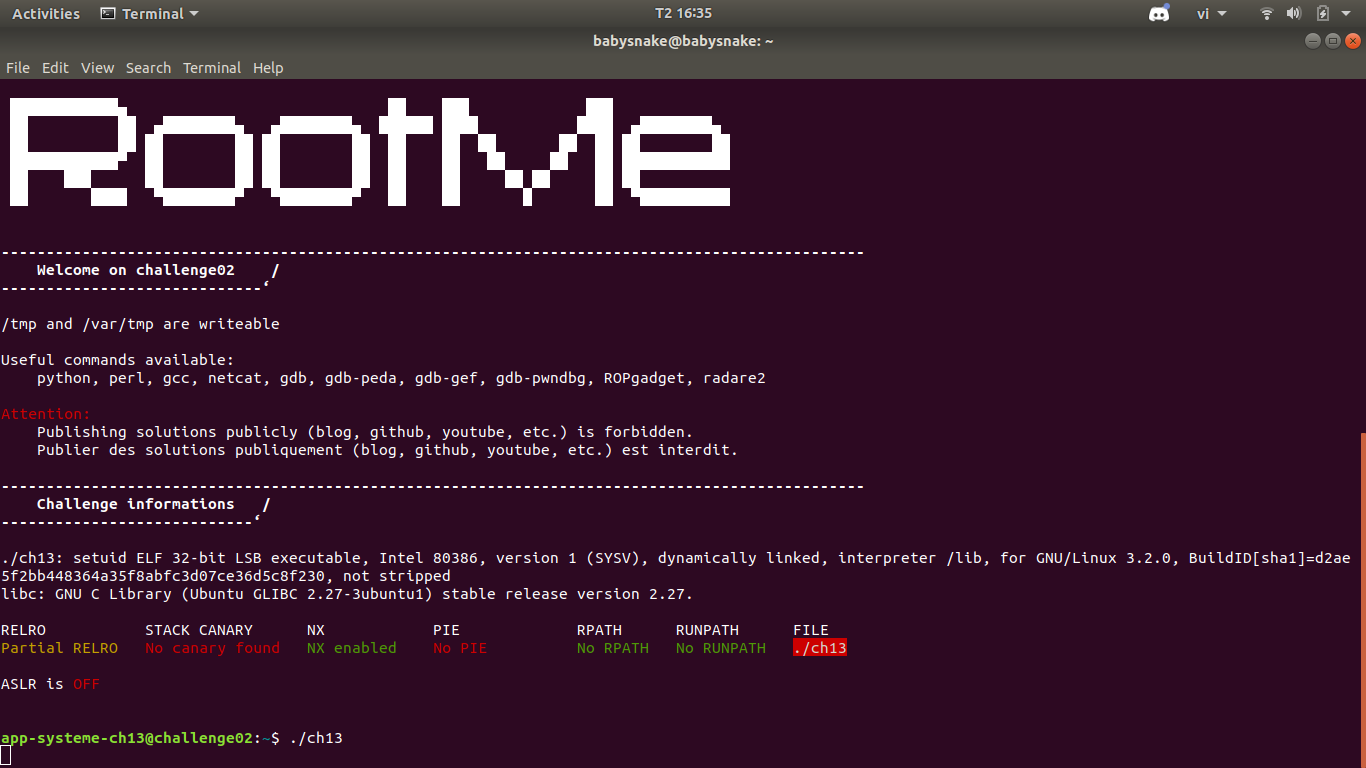 Activities Terminal T2 16:35 vi
babysnake@babysnake: ~
File Edit View Search Terminal Help
RootMe
------------------------------------------------------------------------------------------------
Welcome on challenge02 /
-----------------------------‘
/tmp and /var/tmp are writeable
Useful commands available:
python, perl, gcc, netcat, gdb, gdb-peda, gdb-gef, gdb-pwndbg, ROPgadget, radare2
Attention:
Publishing solutions publicly (blog, github, youtube, etc.) is forbidden.
Publier des solutions publiquement (blog, github, youtube, etc.) est interdit.
------------------------------------------------------------------------------------------------
Challenge informations /
----------------------------‘
./ch13: setuid ELF 32-bit LSB executable, Intel 80386, version 1 (SYSV), dynamically linked, interpreter /lib, for GNU/Linux 3.2.0, BuildID[sha1]=d2ae
5f2bb448364a35f8abfc3d07ce36d5c8f230, not stripped
libc: GNU C Library (Ubuntu GLIBC 2.27-3ubuntu1) stable release version 2.27.
RELRO STACK CANARY NX PIE RPATH RUNPATH FILE
Partial RELRO No canary found NX enabled No PIE No RPATH No RUNPATH ./ch13
ASLR is OFF
app-systeme-ch13@challenge02:~$ ./ch13